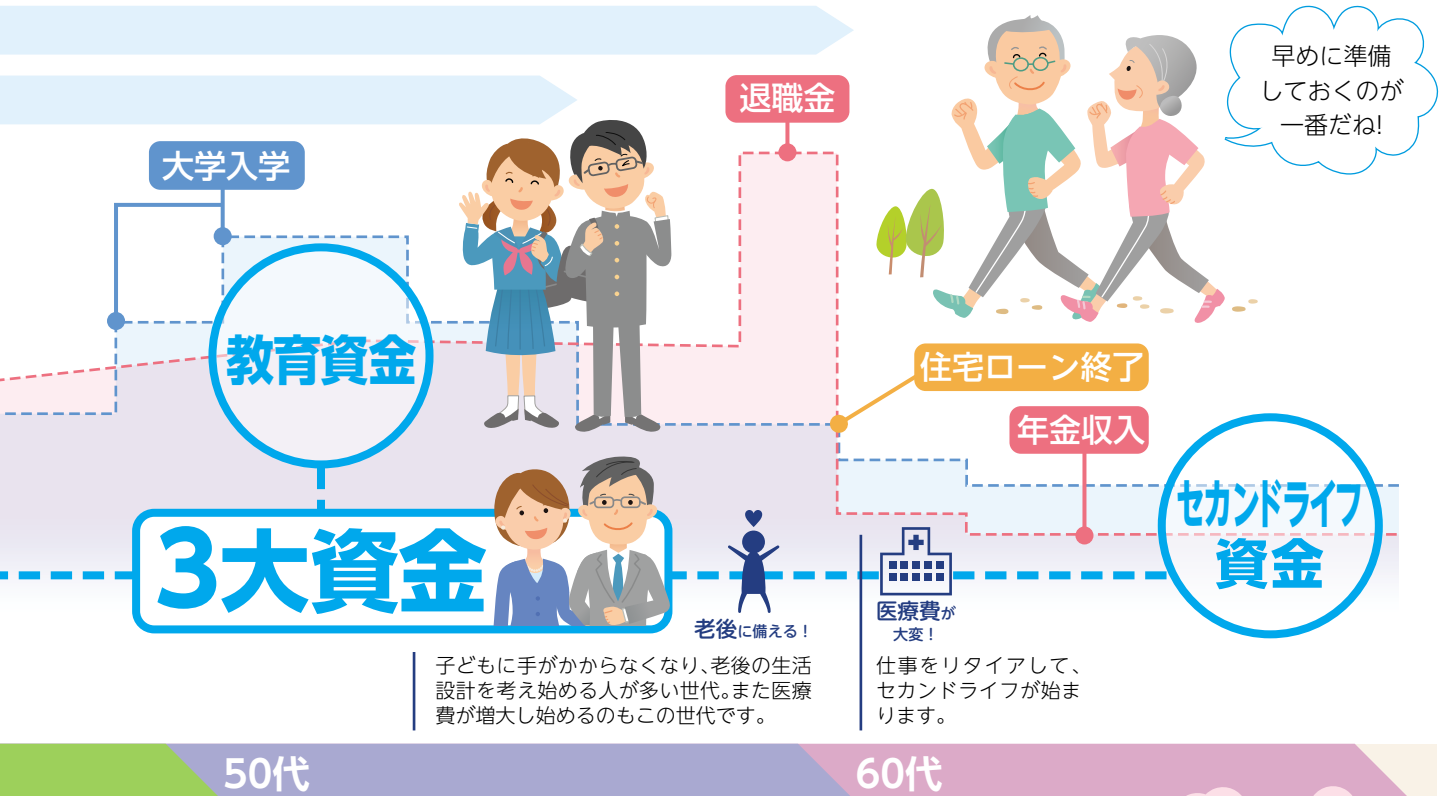 早めに準備
しておくのが
一番だね!
退職金
大学入学
教育資金
住宅ローン終了
年金収入
セカンドライフ
資金
3大資金
老後に備える！
子どもに手がかからなくなり、老後の生活
設計を考え始める人が多い世代。また医療
費が増大し始めるのもこの世代です。
医療費が
大変！
仕事をリタイアして、
セカンドライフが始ま
ります。
50代
60代